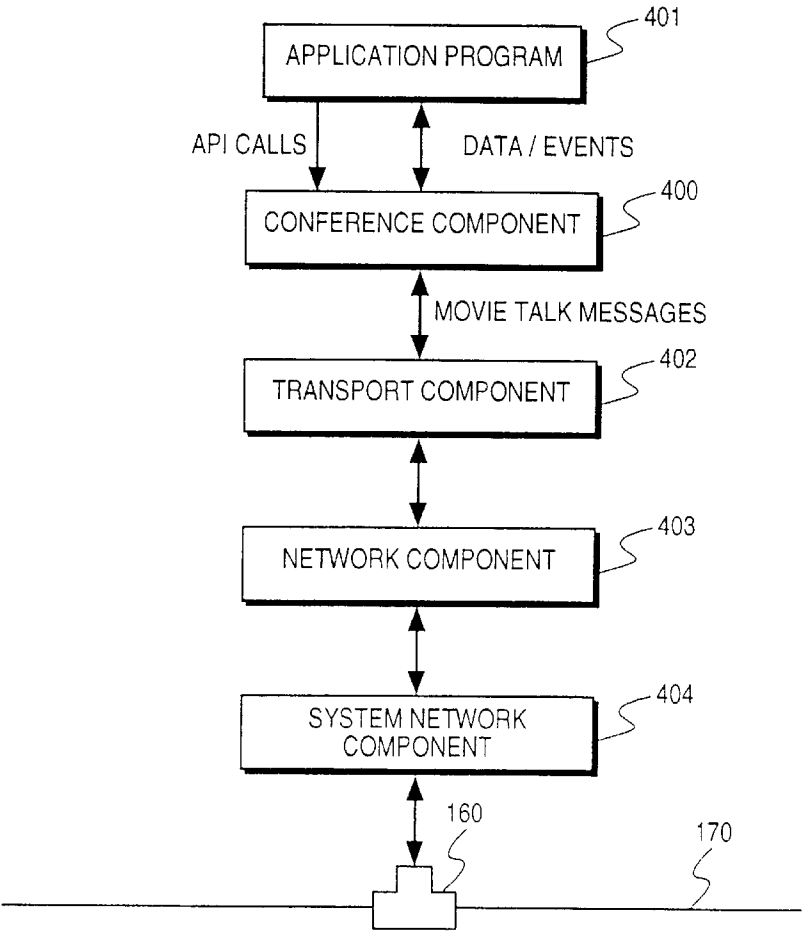 401
APPLICATION PROGRAM
API CALLS
DATA / EVENTS
400
CONFERENCE COMPONENT
MOVIE TALK MESSAGES
402
TRANSPORT COMPONENT
403
NETWORK COMPONENT
404
SYSTEM NETWORK
COMPONENT
160
170